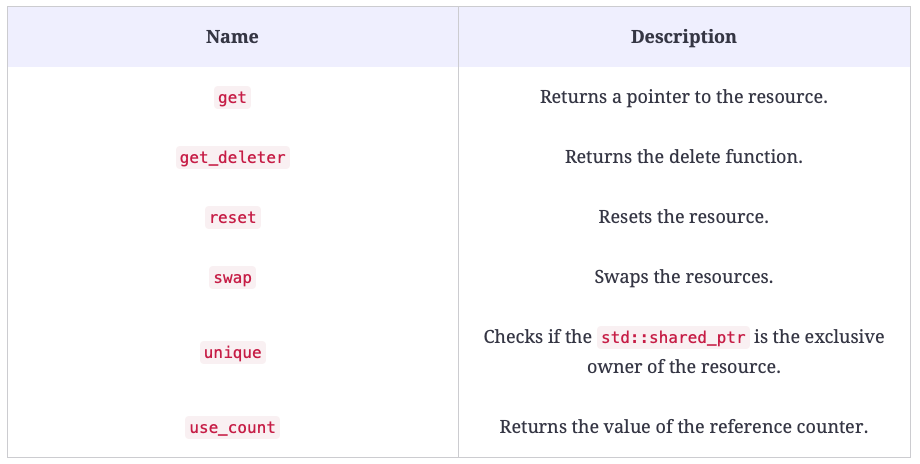 Name Description
get Returns a pointer to the resource.
get_deleter Returns the delete function.
reset Resets the resource.
swap Swaps the resources.
unique Checks if the std::shared_ptr is the exclusive
owner of the resource.
use_count Returns the value of the reference counter.